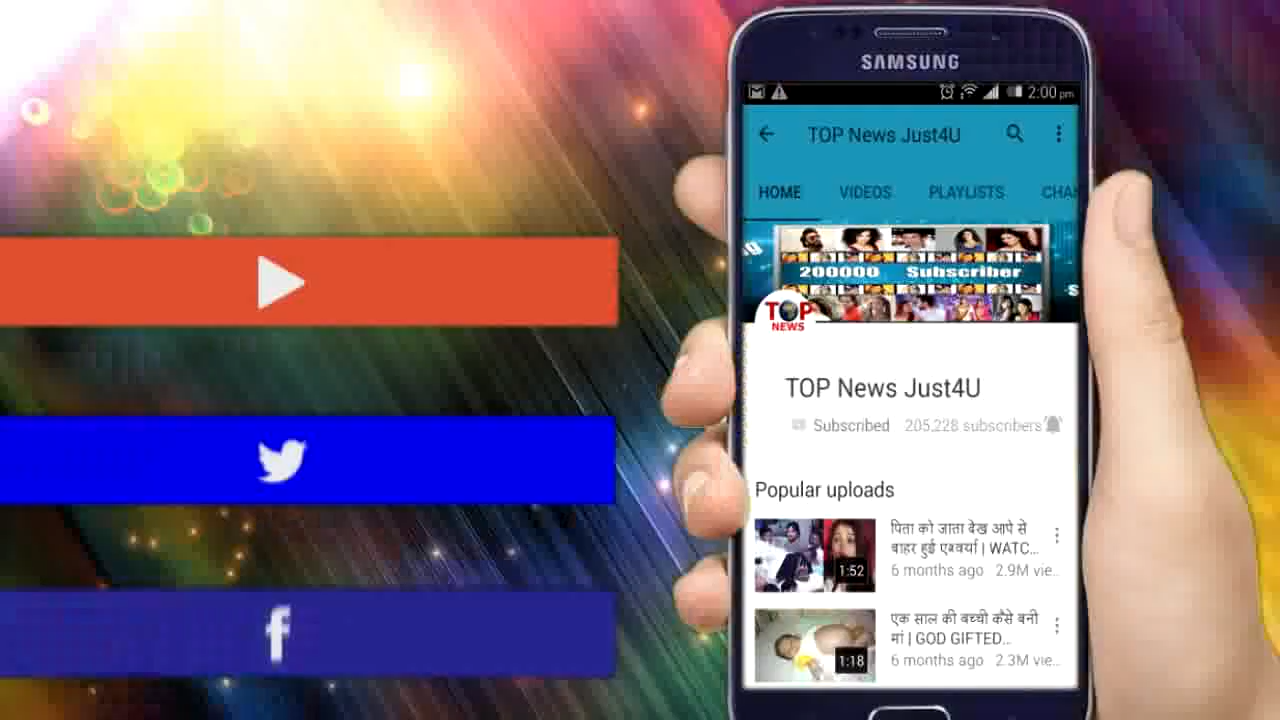 SAMSUNG
2:00 pm
TOP News Just4U
HOME VIDEOS PLAYLISTS CHA
200000 Subscriber
TOP
NEWS
TOP News Just4U
Subscribed 205,228 subscribers
Popular uploads
पिता को जाता देख आपे से
बाहर हुई एश्वर्या | WATC...
6 months ago 2.9M vie..
1:52
एक साल की बच्ची कैसे बनी
मां | GOD GIFTED...
6 months ago 2.3M vie..
1:18